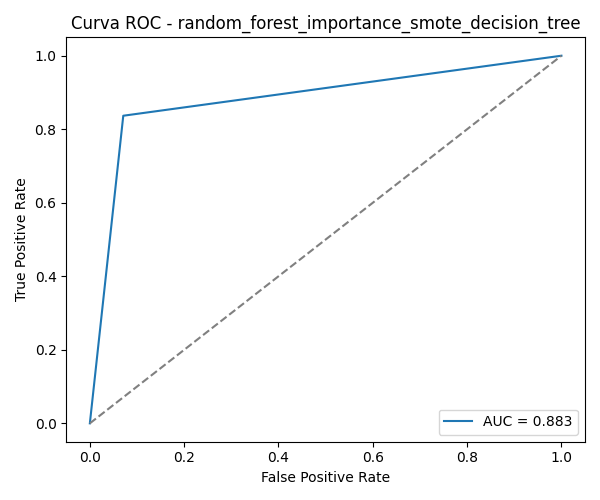 Curva ROC - random_forest_importance_smote_decision_tree
True Positive Rate
1.0
0.8
0.6
0.4
0.2
0.0
0.0 0.2 0.4 0.6 0.8 1.0
False Positive Rate
AUC = 0.883